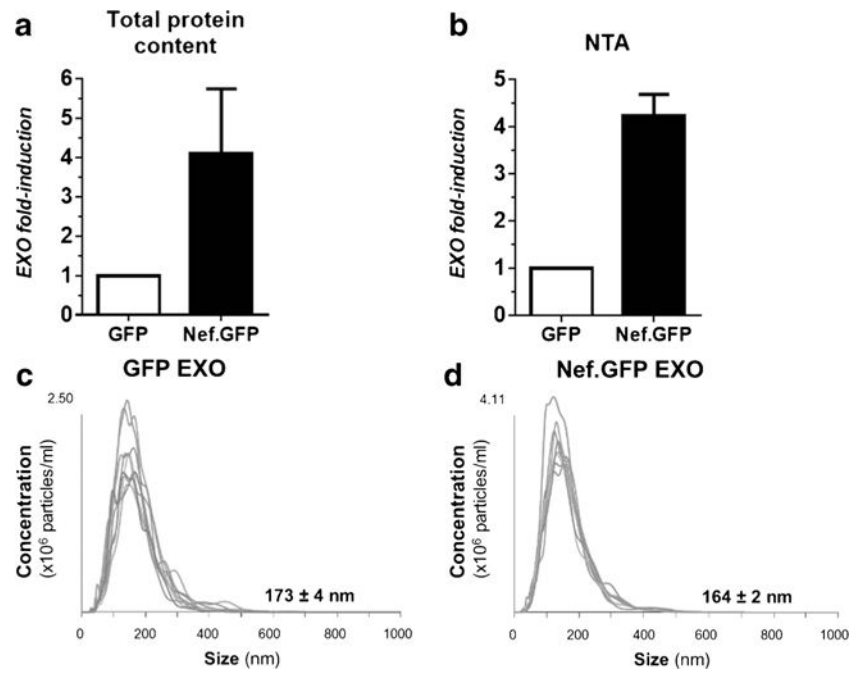 a
Total protein
content
EXO fold-induction
6
5
4
3
2
1
0
GFP
Nef.GFP
b
NTA
EXO fold-induction
5
4
3
2
1
0
GFP
Nef.GFP
c
GFP EXO
2.50
Concentration
(x10⁶ particles/ml)
173 ± 4 nm
0
200
400
600
800
1000
Size (nm)
d
Nef.GFP EXO
4.11
Concentration
(x10⁶ particles/ml)
164 ± 2 nm
0
200
400
600
800
1000
Size (nm)